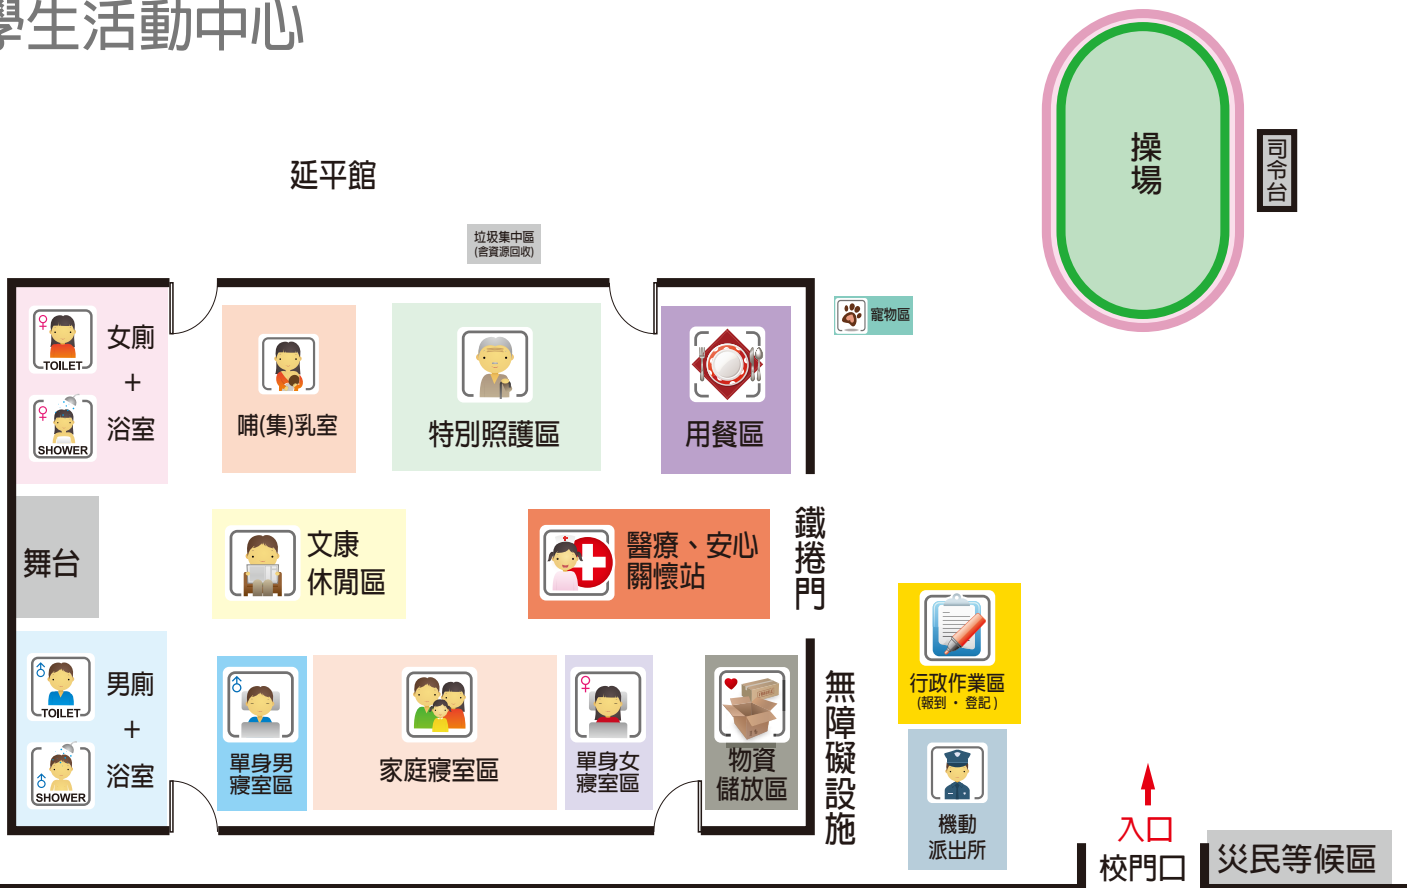 學生活動中心
延平館
操場
司令台
垃圾集中區
(含資源回收)
寵物區
TOILET
女廁
+
SHOWER
浴室
哺(集)乳室
特別照護區
用餐區
舞台
文康
休閒區
醫療、安心
關懷站
鐵捲門
TOILET
男廁
+
SHOWER
浴室
單身男
寢室區
家庭寢室區
單身女
寢室區
物資
儲放區
無障礙設施
行政作業區
(報到・登記)
機動
派出所
入口
校門口
災民等候區